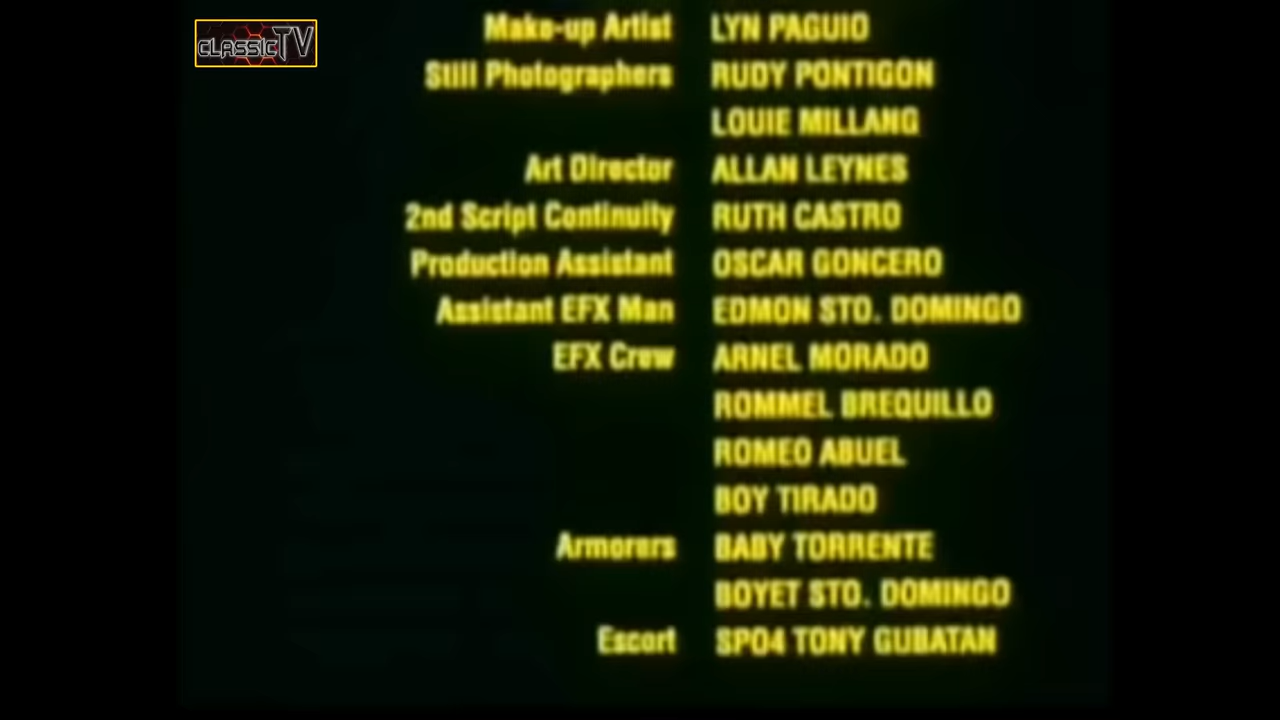 CLASSICTV
Make-up Artist LYN PAGUIO
Still Photographers RUDY PONTIGON
LOUIE MILLANG
Art Director ALLAN LEYNES
2nd Script Continuity RUTH CASTRO
Production Assistant OSCAR GONCERO
Assistant EFX Man EDMON STO. DOMINGO
EFX Crew ARNEL MORADO
ROMMEL BREQUILLO
ROMEO ABUEL
BOY TIRADO
Armorers BABY TORRENTE
BOYET STO. DOMINGO
Escort SPO4 TONY GUBATAN